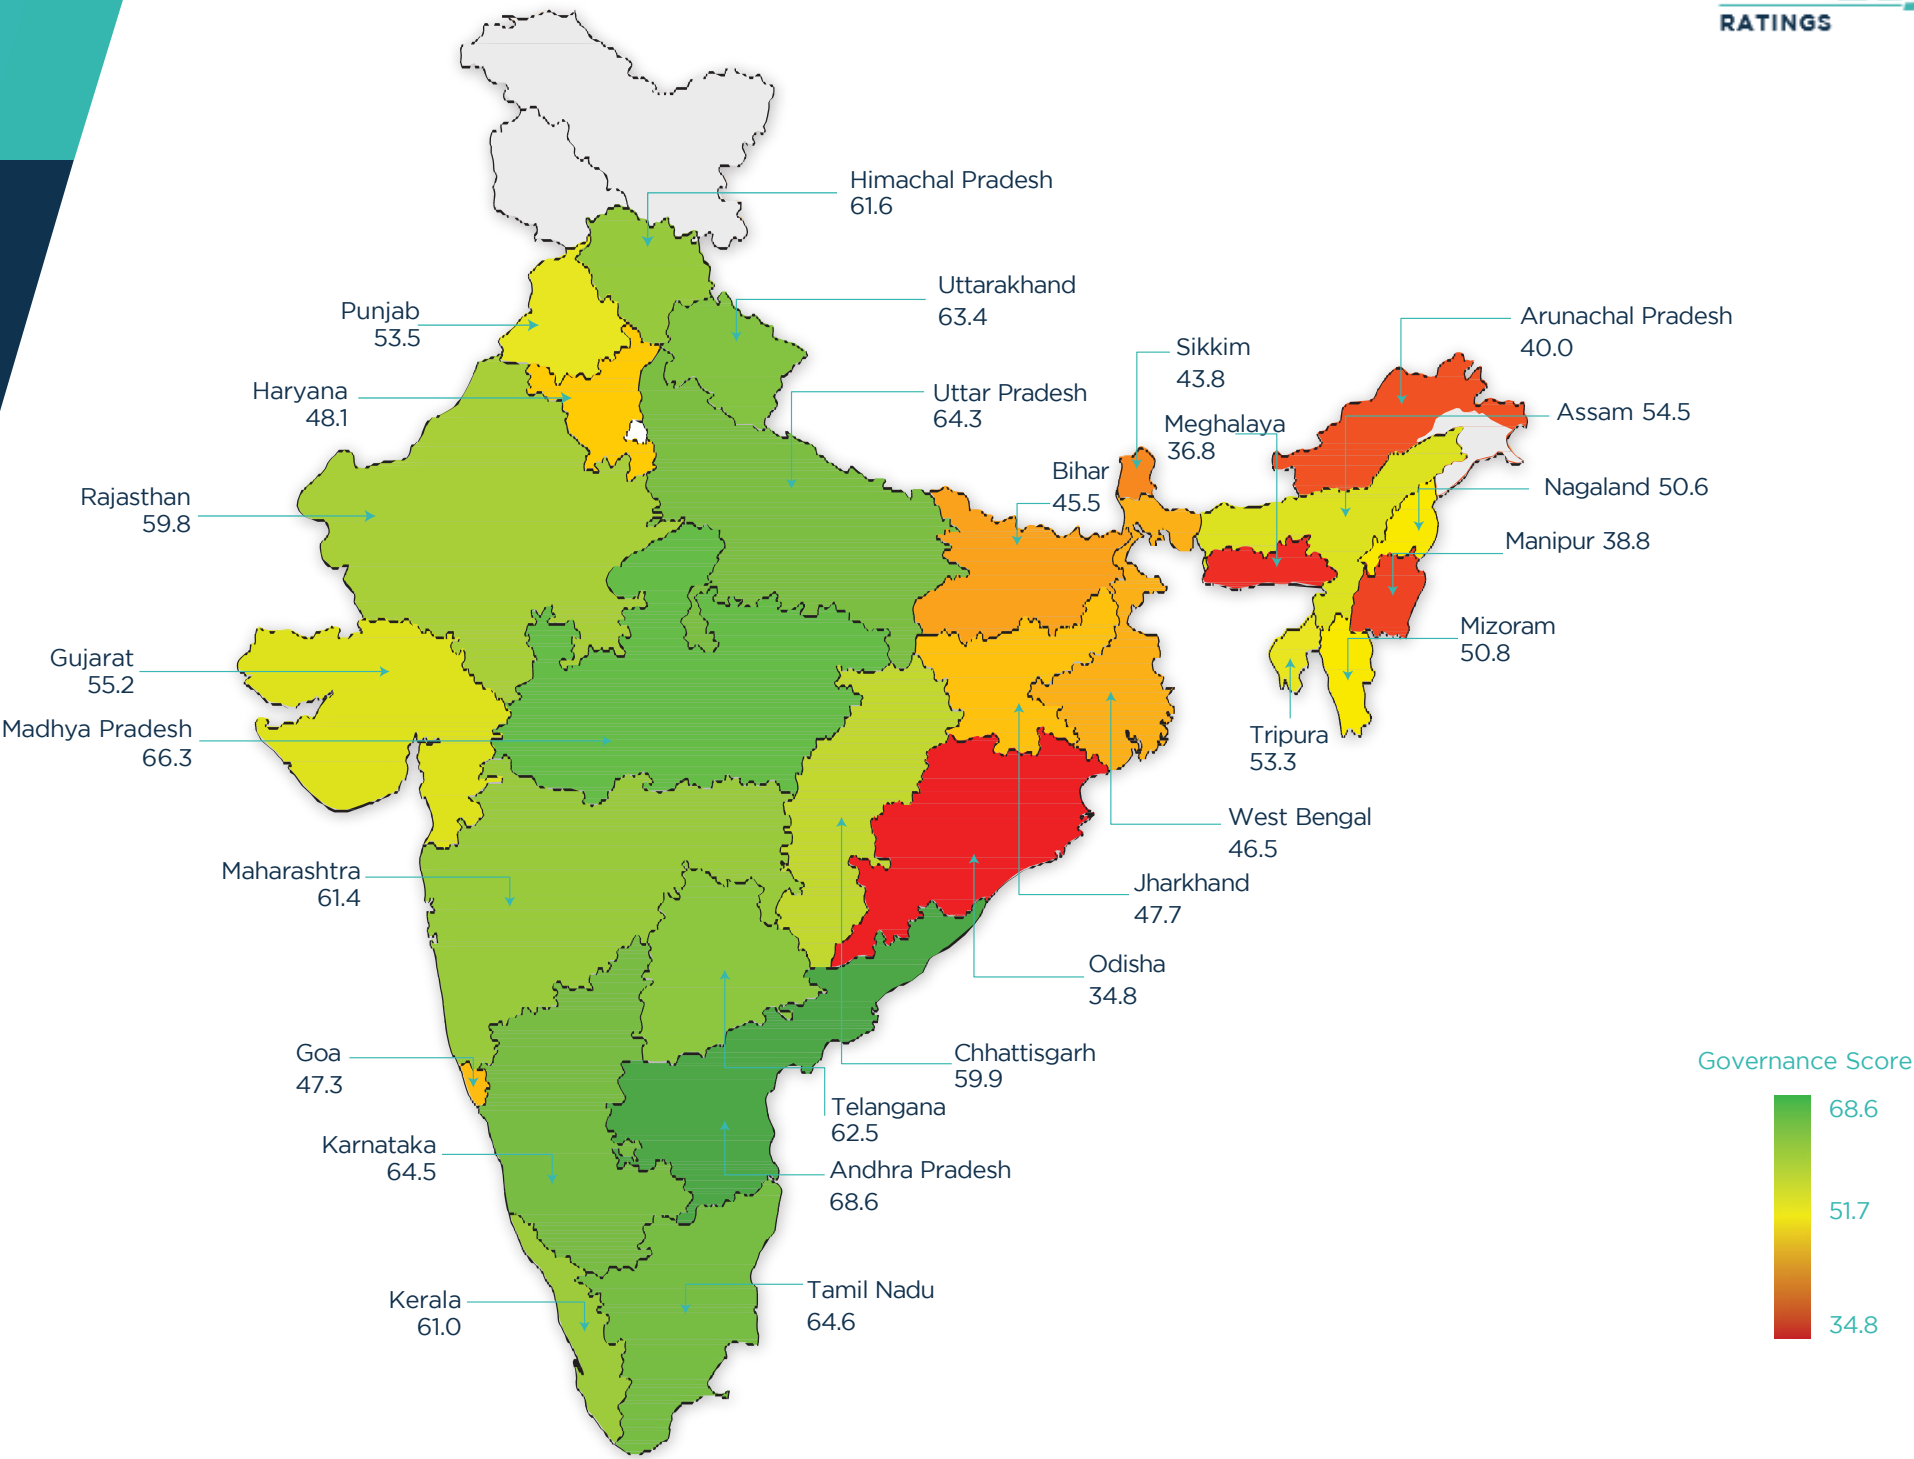 RATINGS
Himachal Pradesh
61.6
Uttarakhand
63.4
Punjab
53.5
Arunachal Pradesh
40.0
Sikkim
43.8
Haryana
48.1
Uttar Pradesh
64.3
Assam 54.5
Meghalaya
36.8
Bihar
45.5
Rajasthan
59.8
Nagaland 50.6
Manipur 38.8
Mizoram
50.8
Gujarat
55.2
Madhya Pradesh
66.3
Tripura
53.3
West Bengal
46.5
Maharashtra
61.4
Jharkhand
47.7
Odisha
34.8
Goa
47.3
Chhattisgarh
59.9
Governance Score
68.6
51.7
34.8
Telangana
62.5
Karnataka
64.5
Andhra Pradesh
68.6
Tamil Nadu
64.6
Kerala
61.0